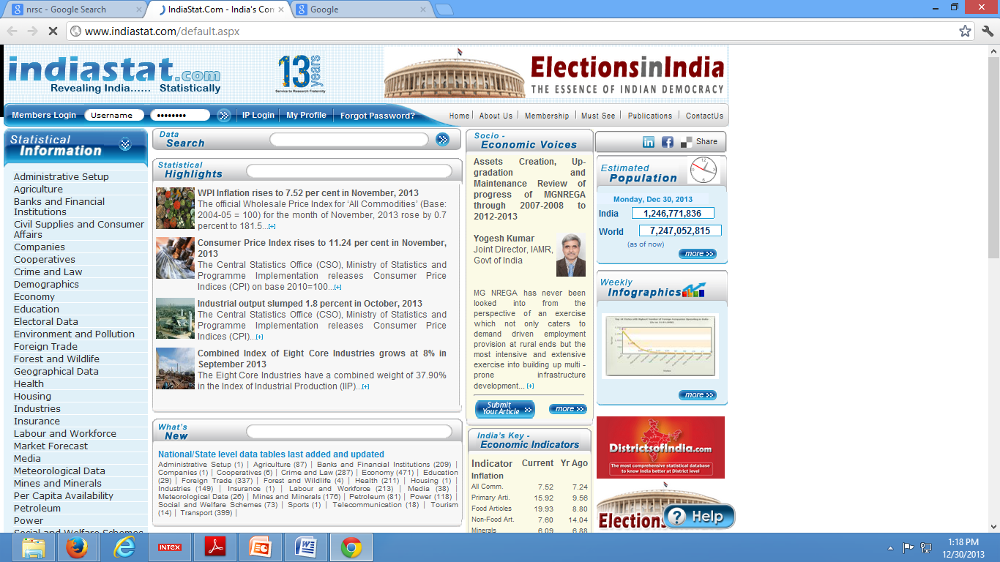 nrsc - Google Search
IndiaStat.Com - India's Con
Google
www.indiastat.com/default.aspx
indiastat.com
Revealing India...... Statistically
13 years
Service to Research Fraternity
ElectionsinIndia
THE ESSENCE OF INDIAN DEMOCRACY
Members Login
Username
••••••••
IP Login
My Profile
Forgot Password?
Home | About Us | Membership | Must See | Publications | ContactUs
Statistical
Information
Administrative Setup
Agriculture
Banks and Financial
Institutions
Civil Supplies and Consumer
Affairs
Companies
Cooperatives
Crime and Law
Demographics
Economy
Education
Electoral Data
Environment and Pollution
Foreign Trade
Forest and Wildlife
Geographical Data
Health
Housing
Industries
Insurance
Labour and Workforce
Market Forecast
Media
Meteorological Data
Mines and Minerals
Per Capita Availability
Petroleum
Power
Social and Welfare Schemes
Data
Search
Statistical
Highlights
WPI Inflation rises to 7.52 per cent in November, 2013
The official Wholesale Price Index for 'All Commodities' (Base:
2004-05 = 100) for the month of November, 2013 rose by 0.7
percent to 181.5...[+]
Consumer Price Index rises to 11.24 per cent in November,
2013
The Central Statistics Office (CSO), Ministry of Statistics and
Programme Implementation releases Consumer Price
Indices (CPI) on base 2010=100...[+]
Industrial output slumped 1.8 percent in October, 2013
The Central Statistics Office (CSO), Ministry of Statistics and
Programme Implementation releases Consumer Price
Indices (CPI)...[+]
Combined Index of Eight Core Industries grows at 8% in
September 2013
The Eight Core Industries have a combined weight of 37.90%
in the Index of Industrial Production (IIP)...[+]
What's
New
National/State level data tables last added and updated
Administrative Setup (1) | Agriculture (87) | Banks and Financial Institutions (209) |
Companies (1) | Cooperatives (6) | Crime and Law (287) | Economy (471) | Education
(29) | Foreign Trade (337) | Forest and Wildlife (4) | Health (211) | Housing (1) |
Industries (149) | Insurance (1) | Labour and Workforce (213) | Media (38) |
Meteorological Data (26) | Mines and Minerals (176) | Petroleum (81) | Power (118) |
Social and Welfare Schemes (73) | Sports (1) | Telecommunication (18) | Tourism
(14) | Transport (399) |
Socio -
Economic Voices
Assets Creation, Up-
gradation and
Maintenance Review of
progress of MGNREGA
through 2007-2008 to
2012-2013
Yogesh Kumar
Joint Director, IAMR,
Govt of India
MG NREGA has never been
looked into from the
perspective of an exercise
which not only caters to
demand driven employment
provision at rural ends but the
most intensive and extensive
exercise into building up multi -
prone infrastructure
development... [+]
Submit
Your Article
more
India's Key -
Economic Indicators
Indicator Current Yr Ago
Inflation
All Comm. 7.52 7.24
Primary Arti. 15.92 9.56
Food Articles 19.93 8.80
Non-Food Art. 7.60 14.04
Minerals 6.09 6.88
in f Share
Estimated
Population
12
3
6
9
Monday, Dec 30, 2013
India 1,246,771,836
World 7,247,052,815
(as of now)
more
Weekly
Infographics
more
DistrictsofIndia.com
The most comprehensive statistical database
to know India better at District level
Elections
? Help
INTEX
1:18 PM
12/30/2013